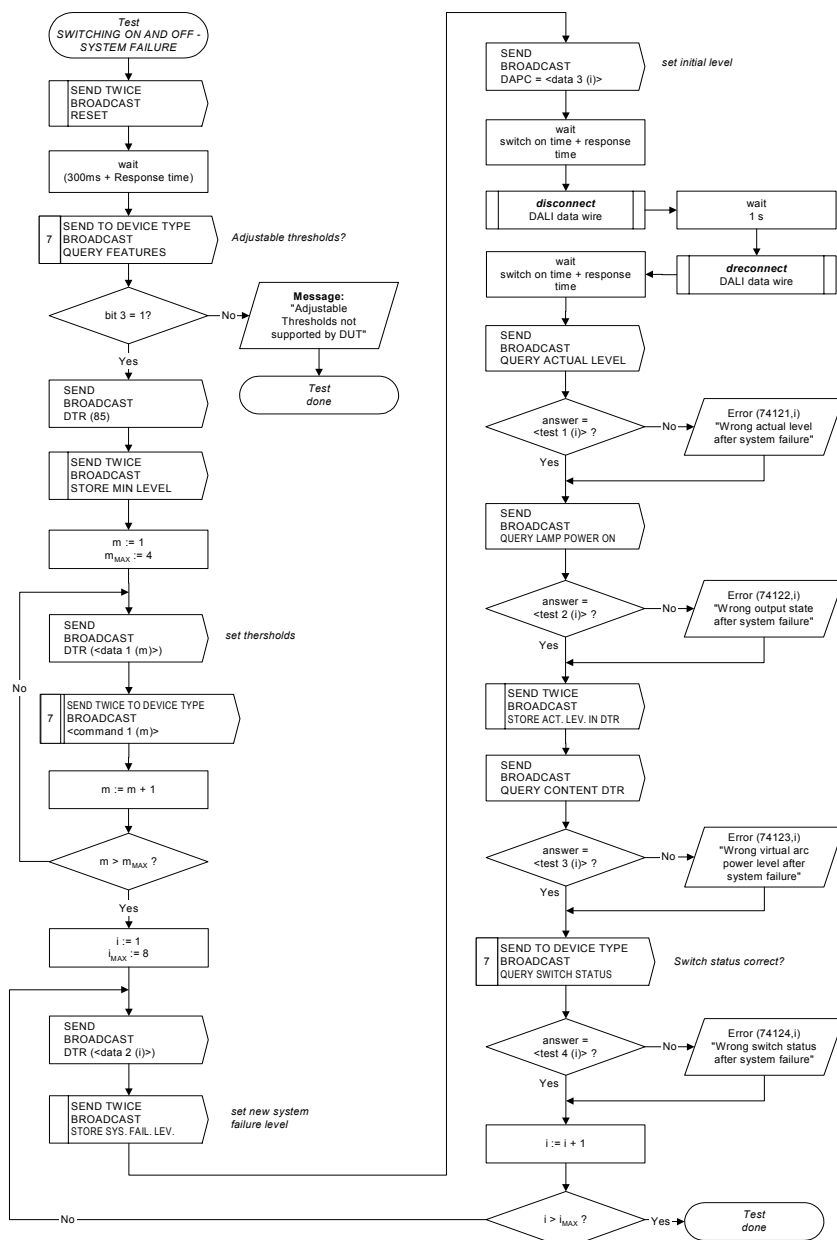 Test
SWITCHING ON AND OFF -
SYSTEM FAILURE
SEND TWICE
BROADCAST
RESET
wait
(300ms + Response time)
7
SEND TO DEVICE TYPE
BROADCAST
QUERY FEATURES
Adjustable thresholds?
bit 3 = 1?
No
Message:
"Adjustable
Thresholds not
supported by DUT"
Test
done
Yes
SEND
BROADCAST
DTR (85)
SEND TWICE
BROADCAST
STORE MIN LEVEL
m := 1
mMAX := 4
SEND
BROADCAST
DTR (<data 1 (m)>)
set thersholds
No
7
SEND TWICE TO DEVICE TYPE
BROADCAST
<command 1 (m)>
m := m + 1
m > mMAX ?
Yes
i := 1
iMAX := 8
SEND
BROADCAST
DTR (<data 2 (i)>)
SEND TWICE
BROADCAST
STORE SYS. FAIL. LEV.
set new system
failure level
SEND
BROADCAST
DAPC = <data 3 (i)>
set initial level
wait
switch on time + response
time
disconnect
DALI data wire
wait
1 s
dreconnect
DALI data wire
wait
switch on time + response
time
SEND
BROADCAST
QUERY ACTUAL LEVEL
answer =
<test 1 (i)> ?
No
Error (74121,i)
"Wrong actual level
after system failure"
Yes
SEND
BROADCAST
QUERY LAMP POWER ON
answer =
<test 2 (i)> ?
No
Error (74122,i)
"Wrong output state
after system failure"
Yes
SEND TWICE
BROADCAST
STORE ACT. LEV. IN DTR
SEND
BROADCAST
QUERY CONTENT DTR
answer =
<test 3 (i)> ?
No
Error (74123,i)
"Wrong virtual arc
power level after
system failure"
Yes
7
SEND TO DEVICE TYPE
BROADCAST
QUERY SWITCH STATUS
Switch status correct?
answer =
<test 4 (i)> ?
No
Error (74124,i)
"Wrong switch status
after system failure"
Yes
i := i + 1
i > iMAX ?
No
Yes
Test
done